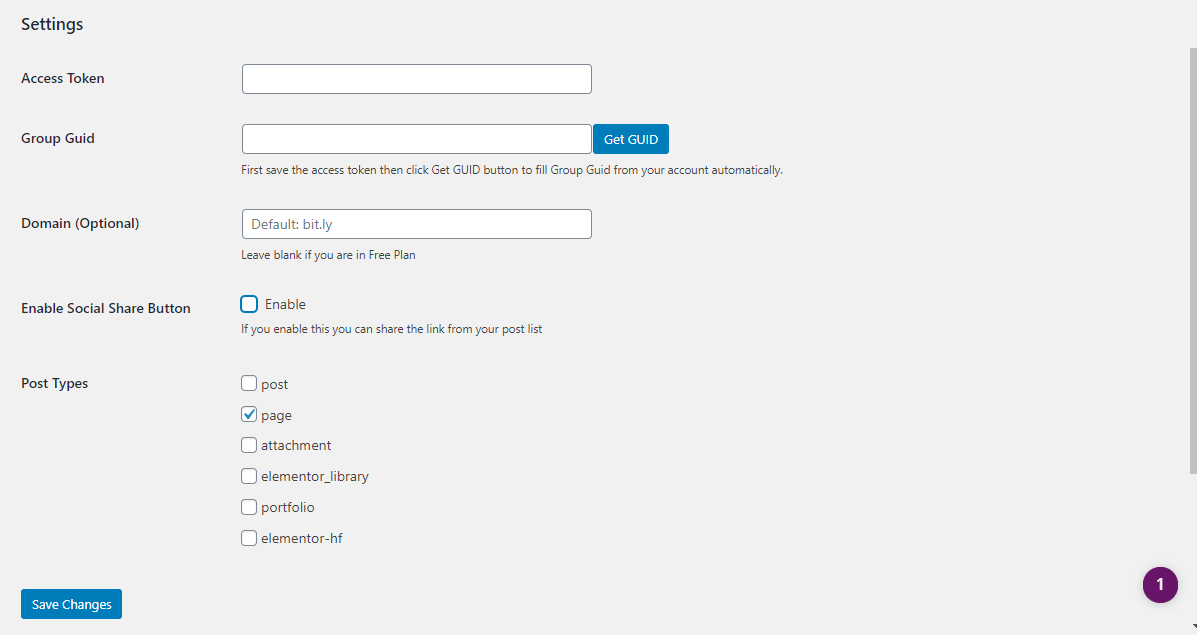 Settings
Access Token
Group Guid
Get GUID
First save the access token then click Get GUID button to fill Group Guid from your account automatically.
Domain (Optional)
Default: bit.ly
Leave blank if you are in Free Plan
Enable Social Share Button
Enable
If you enable this you can share the link from your post list
Post Types
post
page
attachment
elementor_library
portfolio
elementor-hf
1
Save Changes